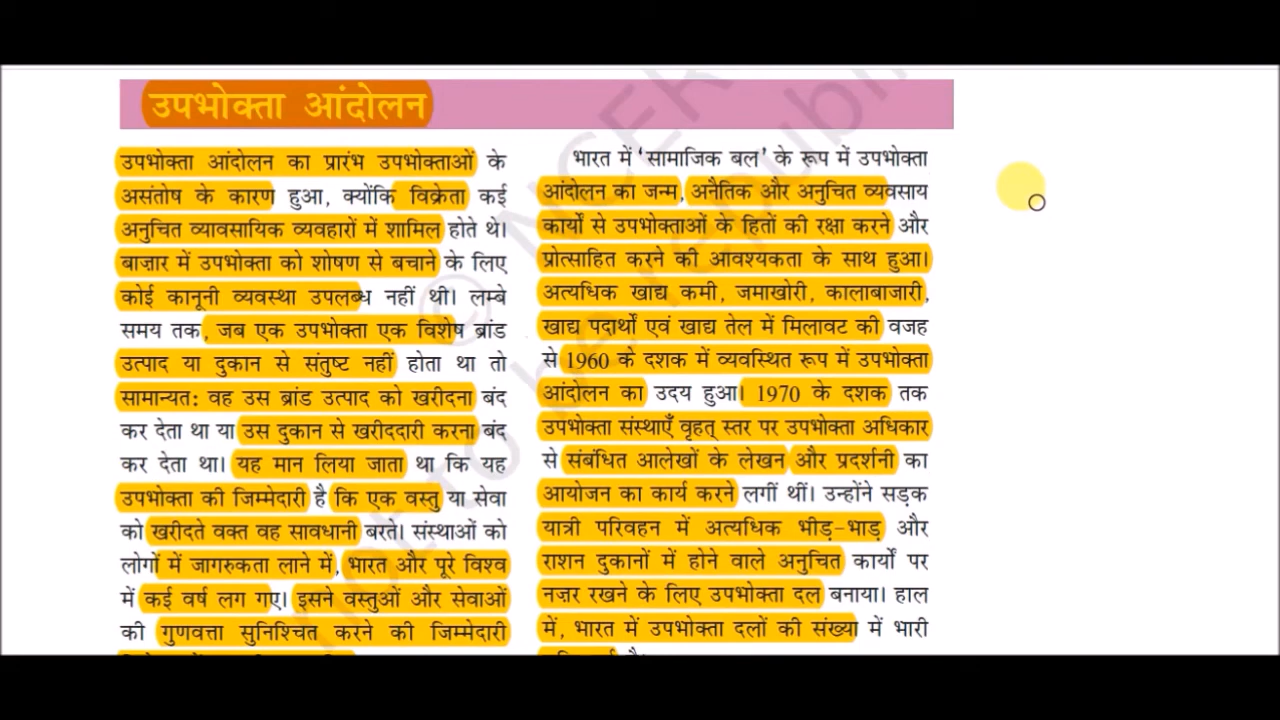 उपभोक्ता आंदोलन
उपभोक्ता आंदोलन का प्रारंभ उपभोक्ताओं के
असंतोष के कारण हुआ, क्योंकि विक्रेता कई
अनुचित व्यावसायिक व्यवहारों में शामिल होते थे।
बाज़ार में उपभोक्ता को शोषण से बचाने के लिए
कोई कानूनी व्यवस्था उपलब्ध नहीं थी। लम्बे
समय तक, जब एक उपभोक्ता एक विशेष ब्रांड
उत्पाद या दुकान से संतुष्ट नहीं होता था तो
सामान्यत: वह उस ब्रांड उत्पाद को खरीदना बंद
कर देता था या उस दुकान से खरीददारी करना बंद
कर देता था। यह मान लिया जाता था कि यह
उपभोक्ता की जिम्मेदारी है कि एक वस्तु या सेवा
को खरीदते वक्त वह सावधानी बरते। संस्थाओं को
लोगों में जागरुकता लाने में, भारत और पूरे विश्व
में कई वर्ष लग गए। इसने वस्तुओं और सेवाओं
की गुणवत्ता सुनिश्चित करने की जिम्मेदारी
भारत में 'सामाजिक बल' के रूप में उपभोक्ता
आंदोलन का जन्म, अनैतिक और अनुचित व्यवसाय
कार्यों से उपभोक्ताओं के हितों की रक्षा करने और
प्रोत्साहित करने की आवश्यकता के साथ हुआ।
अत्यधिक खाद्य कमी, जमाखोरी, कालाबाजारी,
खाद्य पदार्थों एवं खाद्य तेल में मिलावट की वजह
से 1960 के दशक में व्यवस्थित रूप में उपभोक्ता
आंदोलन का उदय हुआ। 1970 के दशक तक
उपभोक्ता संस्थाएँ वृहत् स्तर पर उपभोक्ता अधिकार
से संबंधित आलेखों के लेखन और प्रदर्शनी का
आयोजन का कार्य करने लगीं थीं। उन्होंने सड़क
यात्री परिवहन में अत्यधिक भीड़-भाड़ और
राशन दुकानों में होने वाले अनुचित कार्यों पर
नजर रखने के लिए उपभोक्ता दल बनाया। हाल
में, भारत में उपभोक्ता दलों की संख्या में भारी